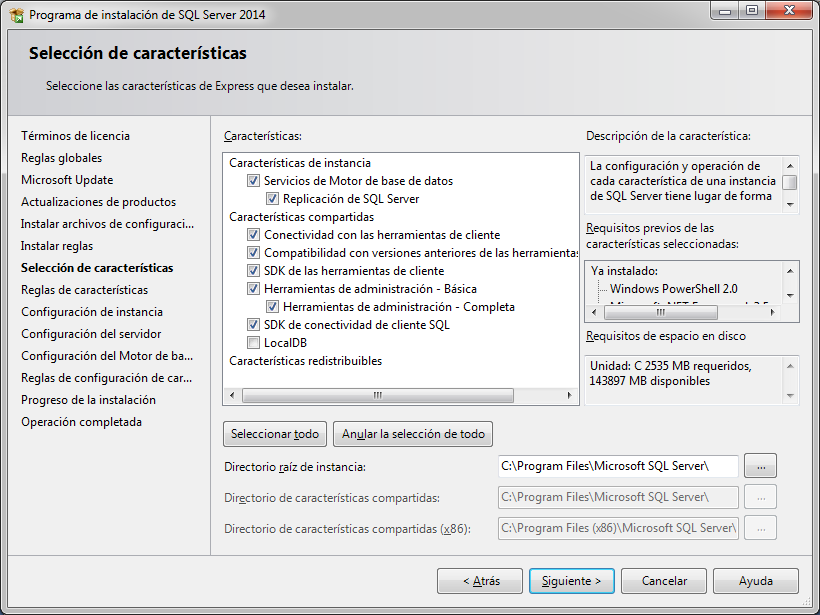 Programa de instalación de SQL Server 2014
Selección de características
Seleccione las características de Express que desea instalar.
Términos de licencia
Reglas globales
Microsoft Update
Actualizaciones de productos
Instalar archivos de configuraci...
Instalar reglas
Selección de características
Reglas de características
Configuración de instancia
Configuración del servidor
Configuración del Motor de ba...
Reglas de configuración de car...
Progreso de la instalación
Operación completada
Características:
Características de instancia
Servicios de Motor de base de datos
Replicación de SQL Server
Características compartidas
Conectividad con las herramientas de cliente
Compatibilidad con versiones anteriores de las herramientas
SDK de las herramientas de cliente
Herramientas de administración - Básica
Herramientas de administración - Completa
SDK de conectividad de cliente SQL
LocalDB
Características redistribuibles
Descripción de la característica:
La configuración y operación de
cada característica de una instancia
de SQL Server tiene lugar de forma
Requisitos previos de las
características seleccionadas:
Ya instalado:
Windows PowerShell 2.0
Requisitos de espacio en disco
Unidad: C 2535 MB requeridos,
143897 MB disponibles
Seleccionar todo
Anular la selección de todo
Directorio raíz de instancia:
C:\Program Files\Microsoft SQL Server\
...
Directorio de características compartidas:
C:\Program Files\Microsoft SQL Server\
...
Directorio de características compartidas (x86):
C:\Program Files (x86)\Microsoft SQL Server\
...
< Atrás
Siguiente >
Cancelar
Ayuda